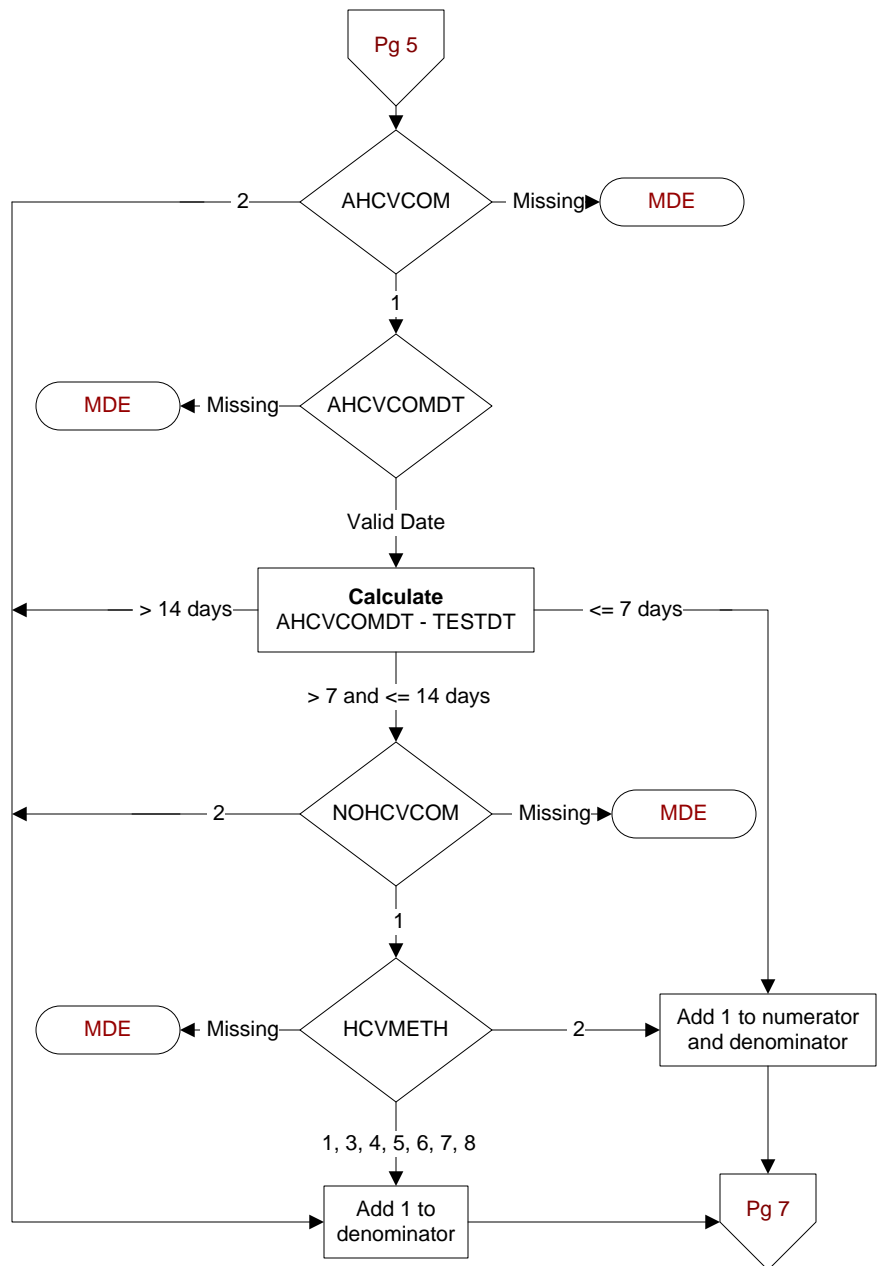 Pg 5
2
AHCVCOM
Missing
MDE
1
MDE
Missing
AHCVCOMDT
Valid Date
> 14 days
Calculate
AHCVCOMDT - TESTDT
<= 7 days
> 7 and <= 14 days
2
NOHCVCOM
Missing
MDE
1
MDE
Missing
HCVMETH
2
Add 1 to numerator
and denominator
1, 3, 4, 5, 6, 7, 8
Add 1 to
denominator
Pg 7